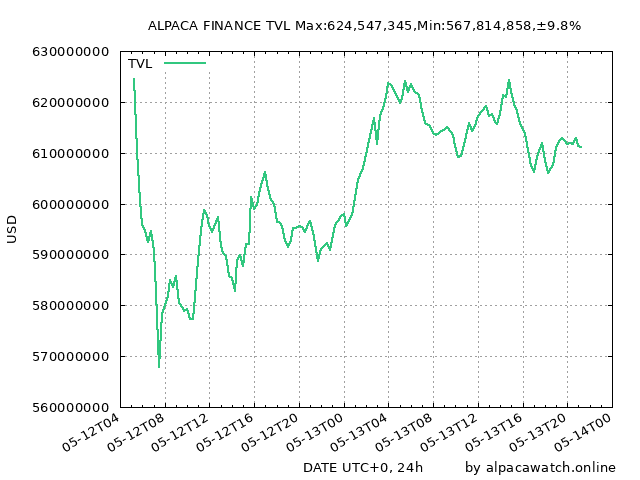 ALPACA FINANCE TVL Max:624,547,345,Min:567,814,858,±9.8%
TVL
630000000
620000000
610000000
600000000
590000000
580000000
570000000
560000000
USD
05-12T04
05-12T08
05-12T12
05-12T16
05-12T20
05-13T00
05-13T04
05-13T08
05-13T12
05-13T16
05-13T20
05-14T00
DATE UTC+0, 24h
by alpacawatch.online